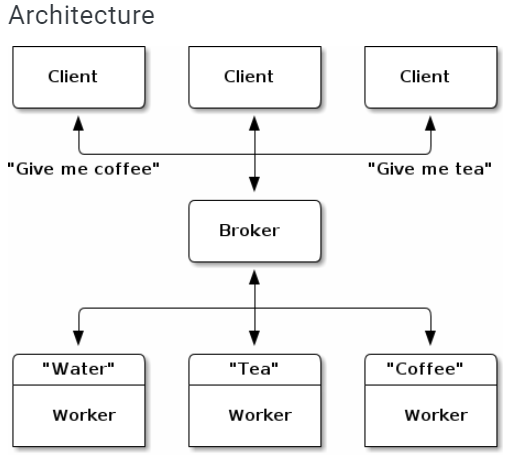 Architecture
Client Client Client
"Give me coffee" "Give me tea"
Broker
"Water" "Tea" "Coffee"
Worker Worker Worker